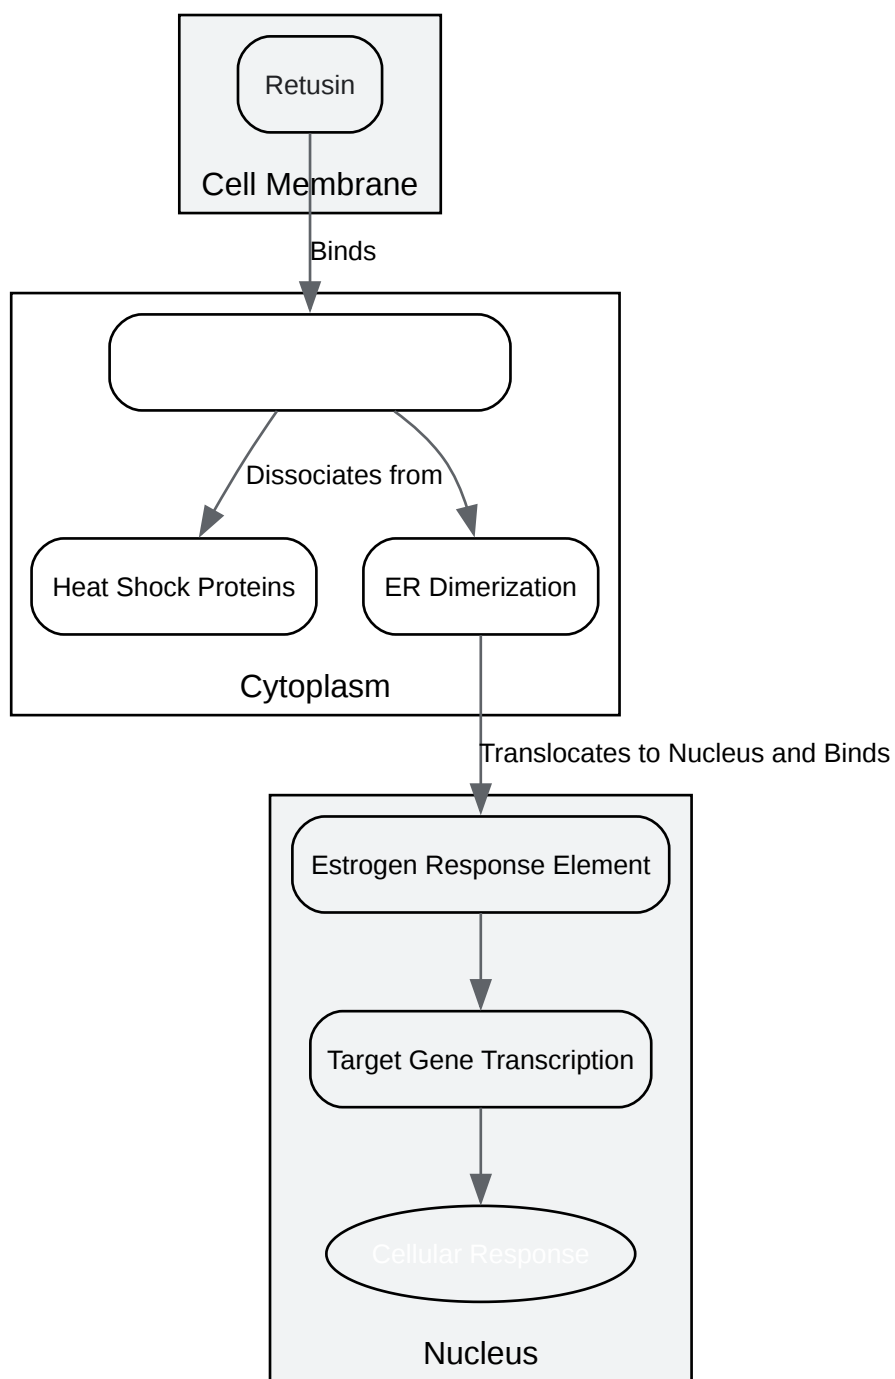 Retusin
Cell Membrane
Binds
Dissociates from
Heat Shock Proteins
ER Dimerization
Cytoplasm
Translocates to Nucleus and Binds
Estrogen Response Element
Target Gene Transcription
Cellular Response
Nucleus